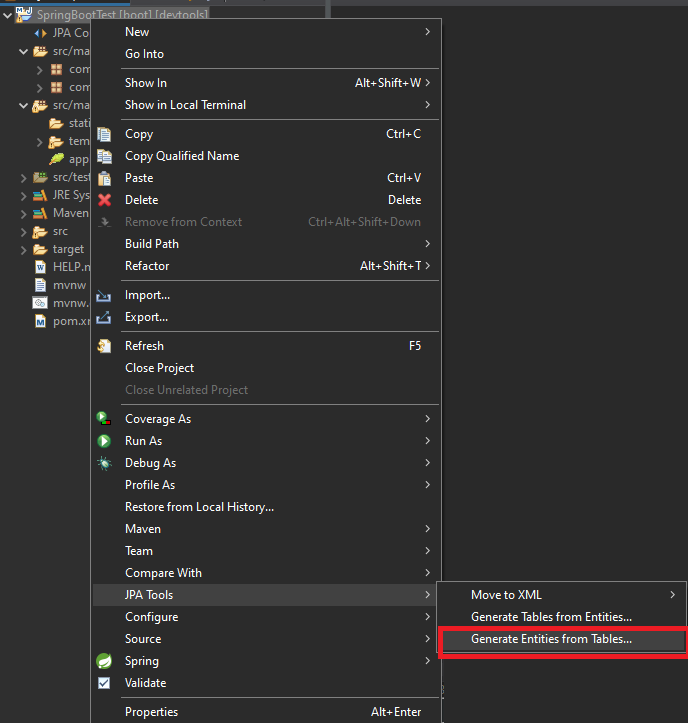 SpringBootTest [boot] [devtools]
JPA Co
src/ma
com
com
src/ma
stati
tem
app
src/test
JRE Sys
Maven
src
target
HELP.m
mvnw
mvnw.
pom.xm
New
Go Into
Show In Alt+Shift+W
Show in Local Terminal
Copy Ctrl+C
Copy Qualified Name
Paste Ctrl+V
Delete Delete
Remove from Context Ctrl+Alt+Shift+Down
Build Path
Refactor Alt+Shift+T
Import...
Export...
Refresh F5
Close Project
Close Unrelated Project
Coverage As
Run As
Debug As
Profile As
Restore from Local History...
Maven
Team
Compare With
JPA Tools
Configure
Source
Spring
Validate
Properties Alt+Enter
Move to XML
Generate Tables from Entities...
Generate Entities from Tables...